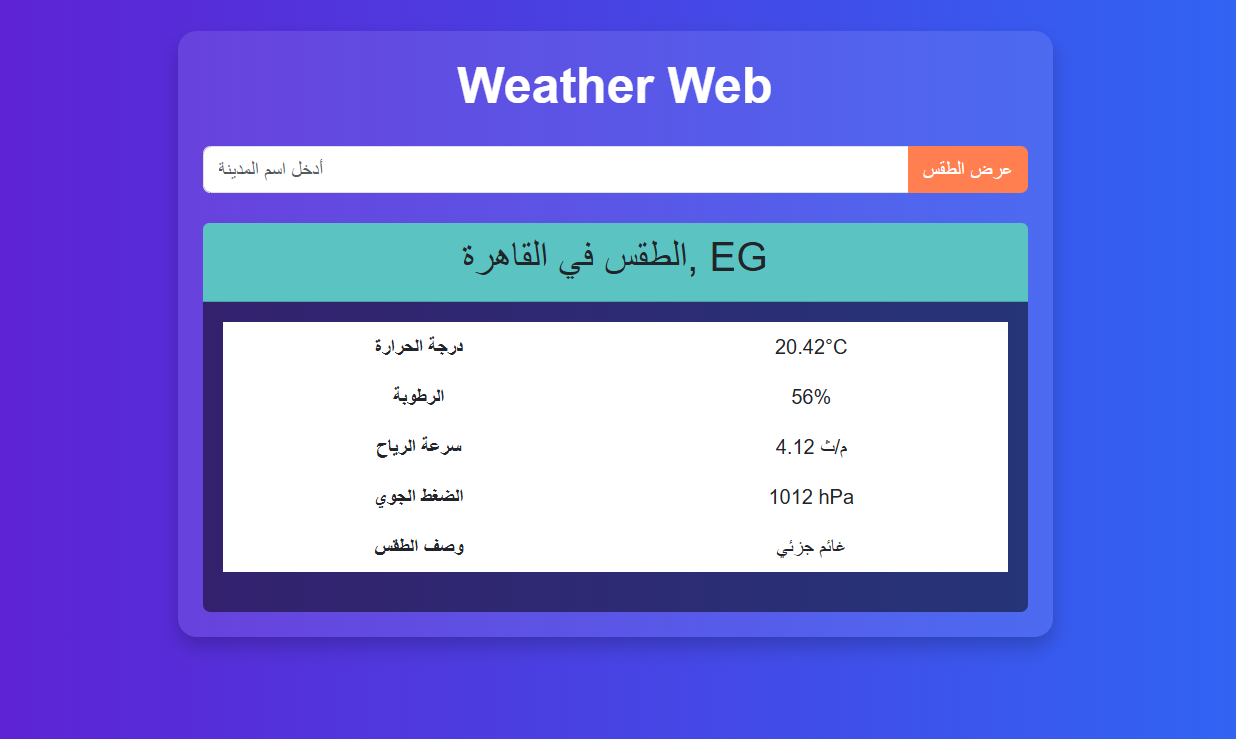 Weather Web
أدخل اسم المدينة
عرض الطقس
الطقس في القاهرة, EG
درجة الحرارة 20.42°C
الرطوبة 56%
سرعة الرياح 4.12 م/ث
الضغط الجوي 1012 hPa
وصف الطقس غائم جزئي